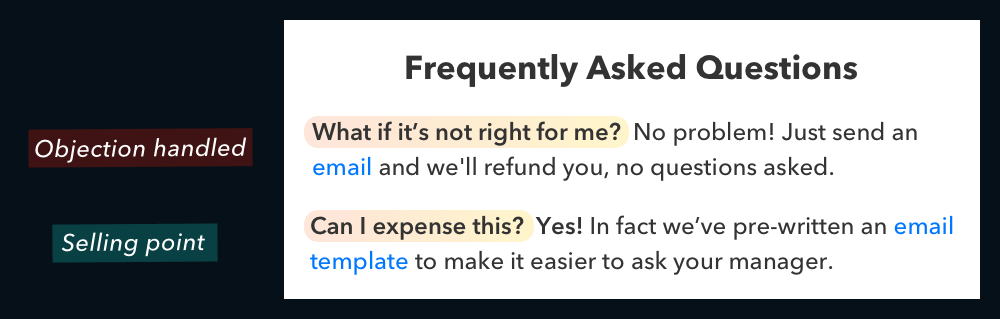 Frequently Asked Questions
Objection handled
What if it’s not right for me? No problem! Just send an
email and we'll refund you, no questions asked.
Selling point
Can I expense this? Yes! In fact we’ve pre-written an email
template to make it easier to ask your manager.